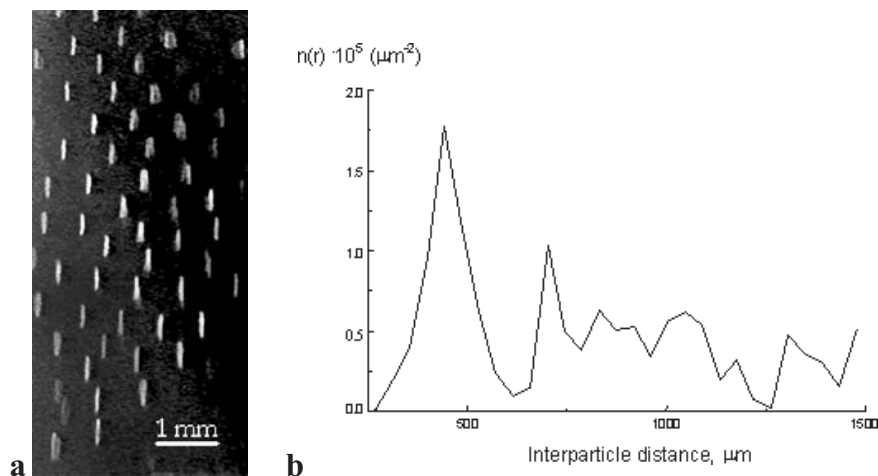 1 mm
a
n(r) ·10⁵ (μm⁻²)
2.0
1.5
1.0
0.5
0.0
500
1000
1500
Interparticle distance, μm
b